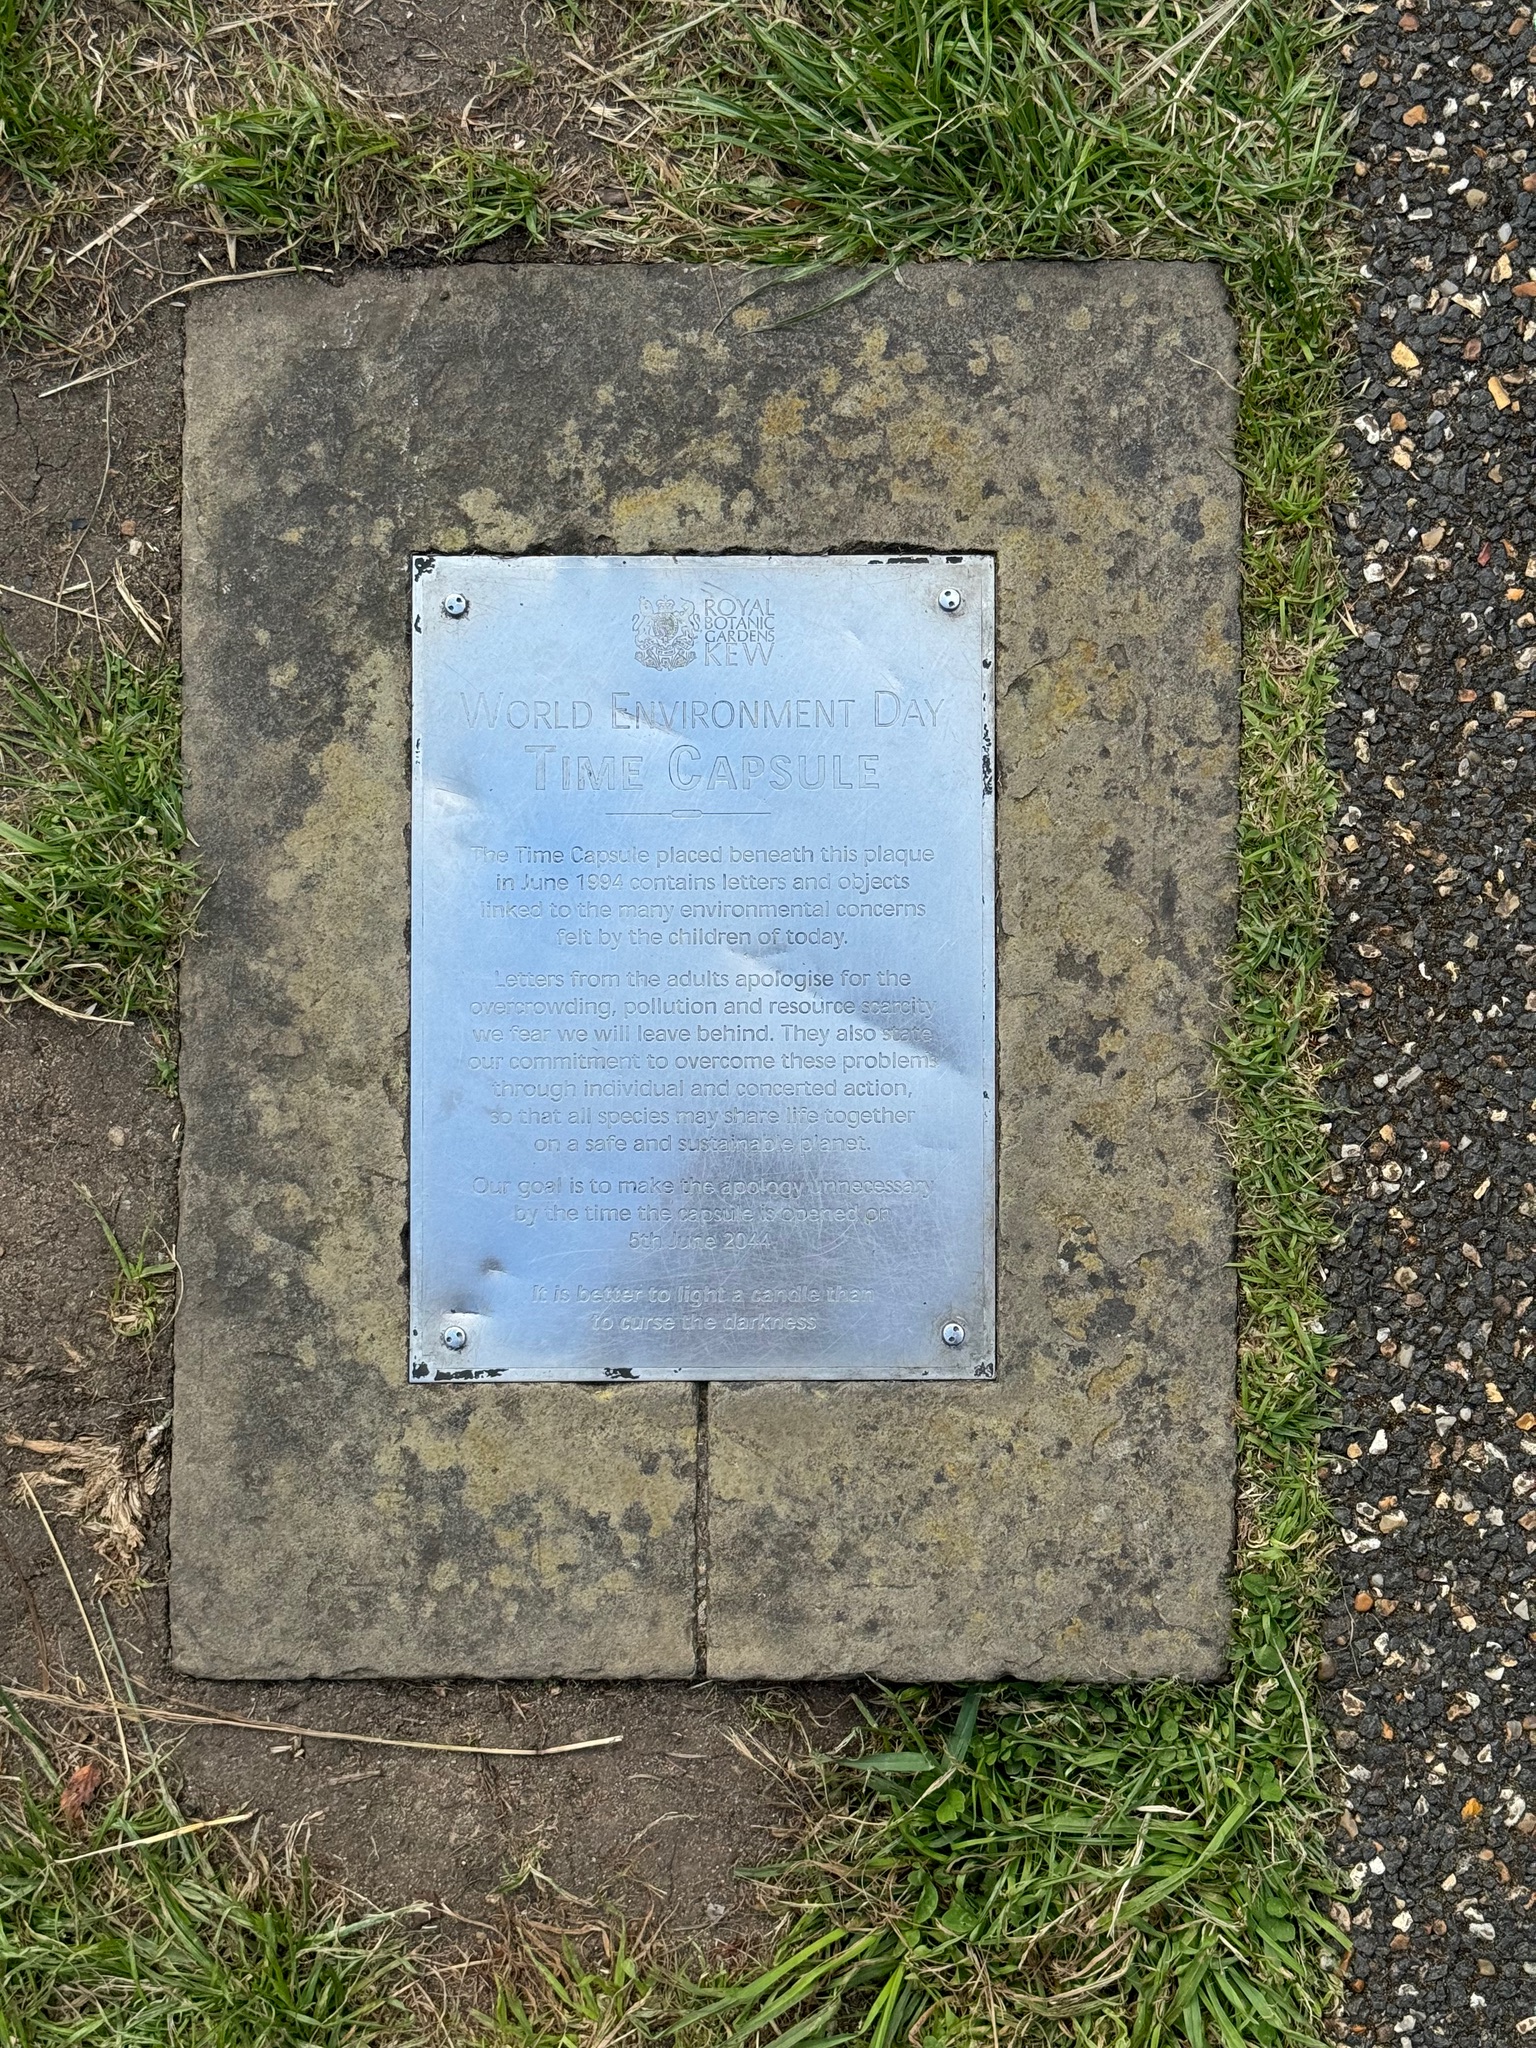 ROYAL
BOTANIC
GARDENS
KEW
WORLD ENVIRONMENT DAY
TIME CAPSULE
The Time Capsule placed beneath this plaque
in June 1994 contains letters and objects
linked to the many environmental concerns
felt by the children of today.
Letters from the adults apologise for the
overcrowding, pollution and resource scarcity
we fear we will leave behind. They also state
our commitment to overcome these problems
through individual and concerted action,
so that all species may share life together
on a safe and sustainable planet.
Our goal is to make the apology unnecessary
by the time the capsule is opened on
5th June 2044.
It is better to light a candle than
to curse the darkness